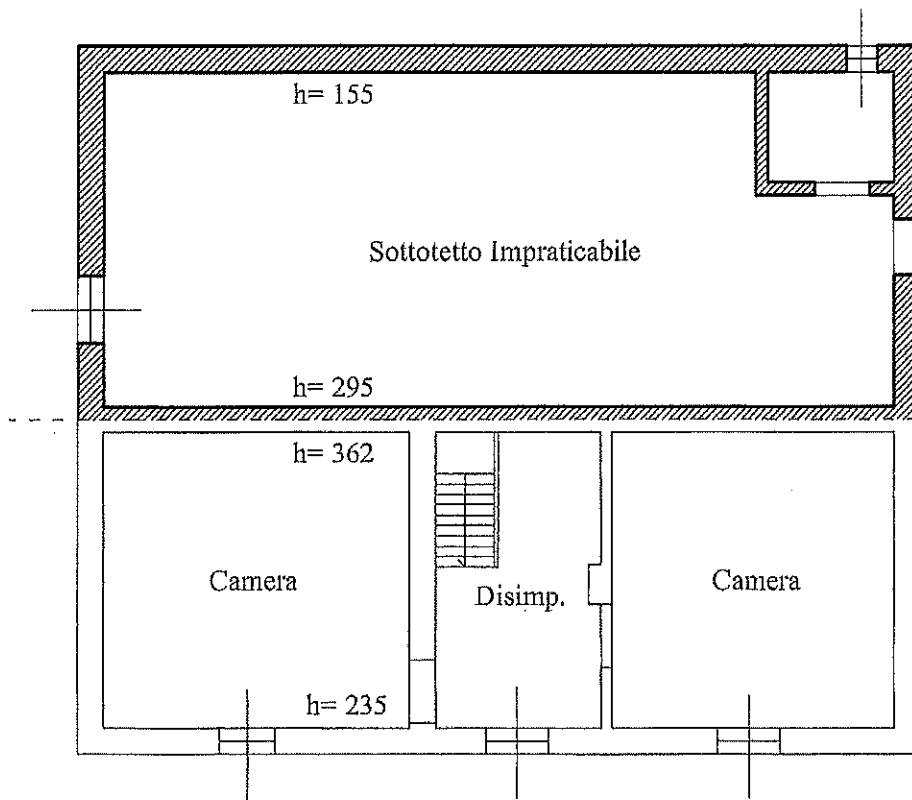 h= 155
Sottotetto Impraticabile
h= 295
h= 362
Camera
Disimp.
Camera
h= 235